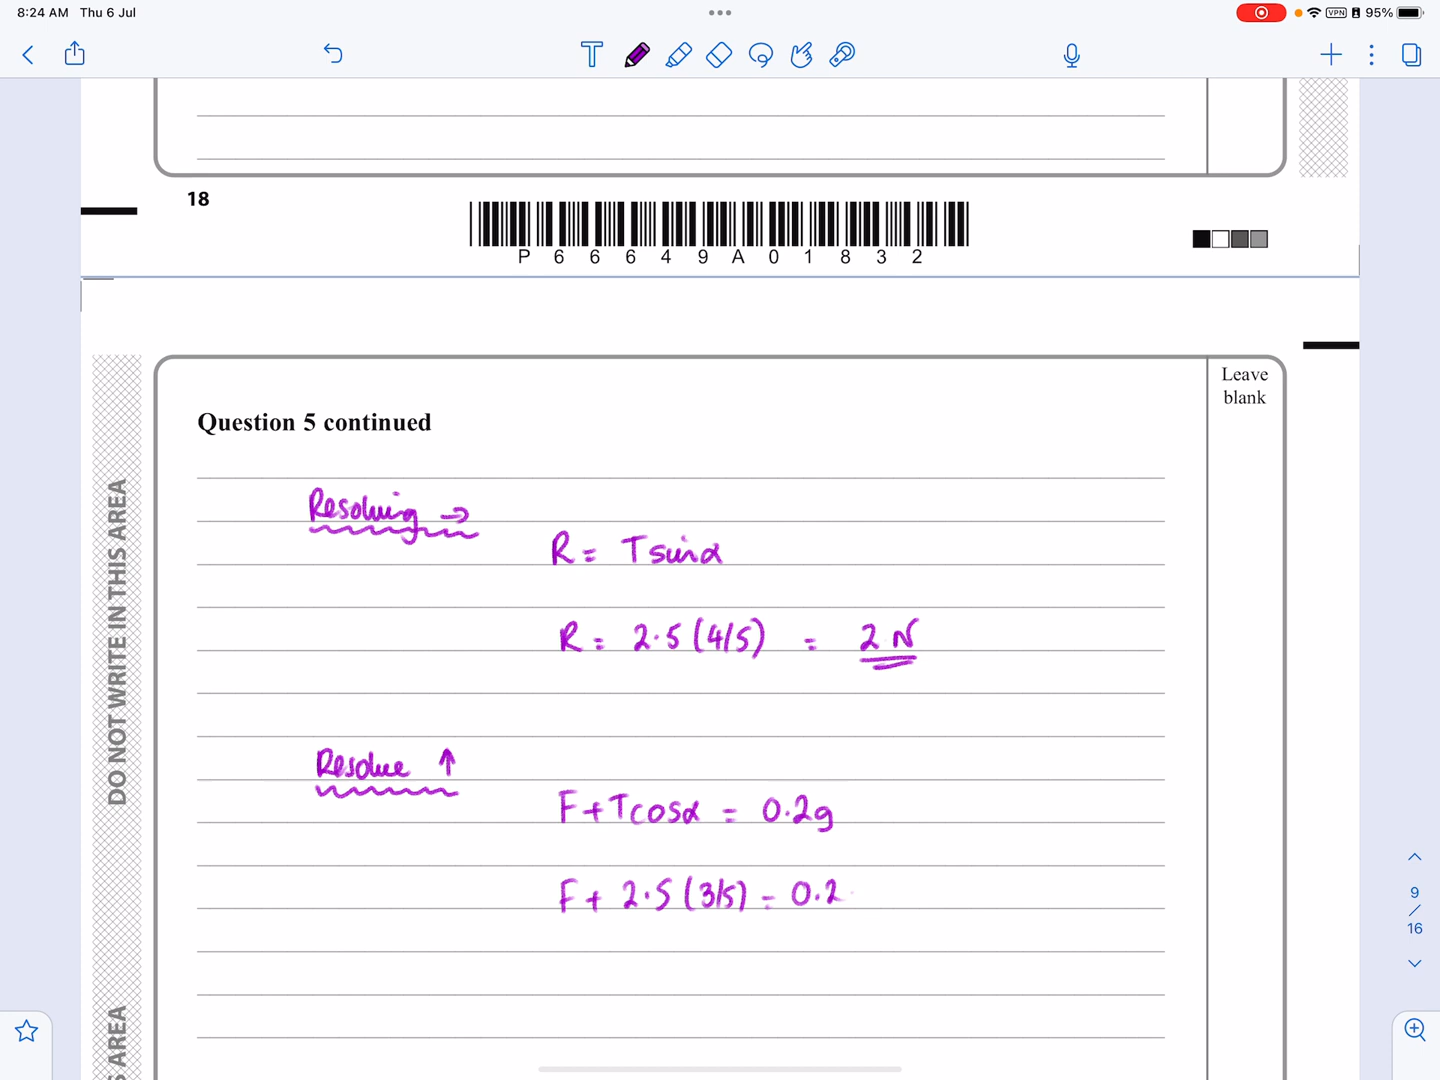 8:24 AM Thu 6 Jul
VPN 95%
18
P 6 6 6 4 9 A 0 1 8 3 2
Leave
blank
Question 5 continued
DO NOT WRITE IN THIS AREA
Resolving →
R = T sinα
R = 2.5 (4/5) = 2 N
Resolve ↑
F + Tcosα = 0.2g
F + 2.5 (3/5) = 0.2
9
/
16
S AREA